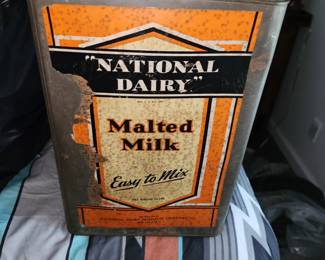 "NATIONAL
DAIRY"
Malted
Milk
Easy to Mix